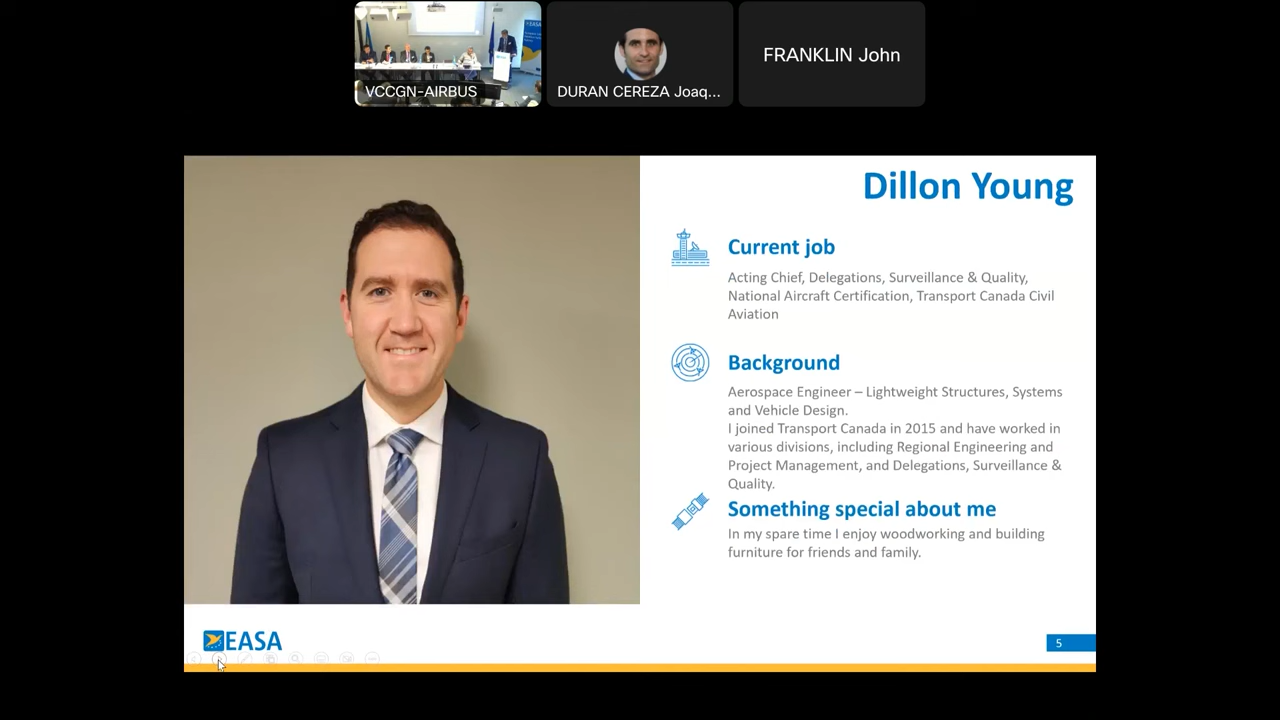 EASA
VCCGN-AIRBUS
DURAN CEREZA Joaq...
FRANKLIN John
Dillon Young
Current job
Acting Chief, Delegations, Surveillance & Quality,
National Aircraft Certification, Transport Canada Civil
Aviation
Background
Aerospace Engineer – Lightweight Structures, Systems
and Vehicle Design.
I joined Transport Canada in 2015 and have worked in
various divisions, including Regional Engineering and
Project Management, and Delegations, Surveillance &
Quality.
Something special about me
In my spare time I enjoy woodworking and building
furniture for friends and family.
EASA
5